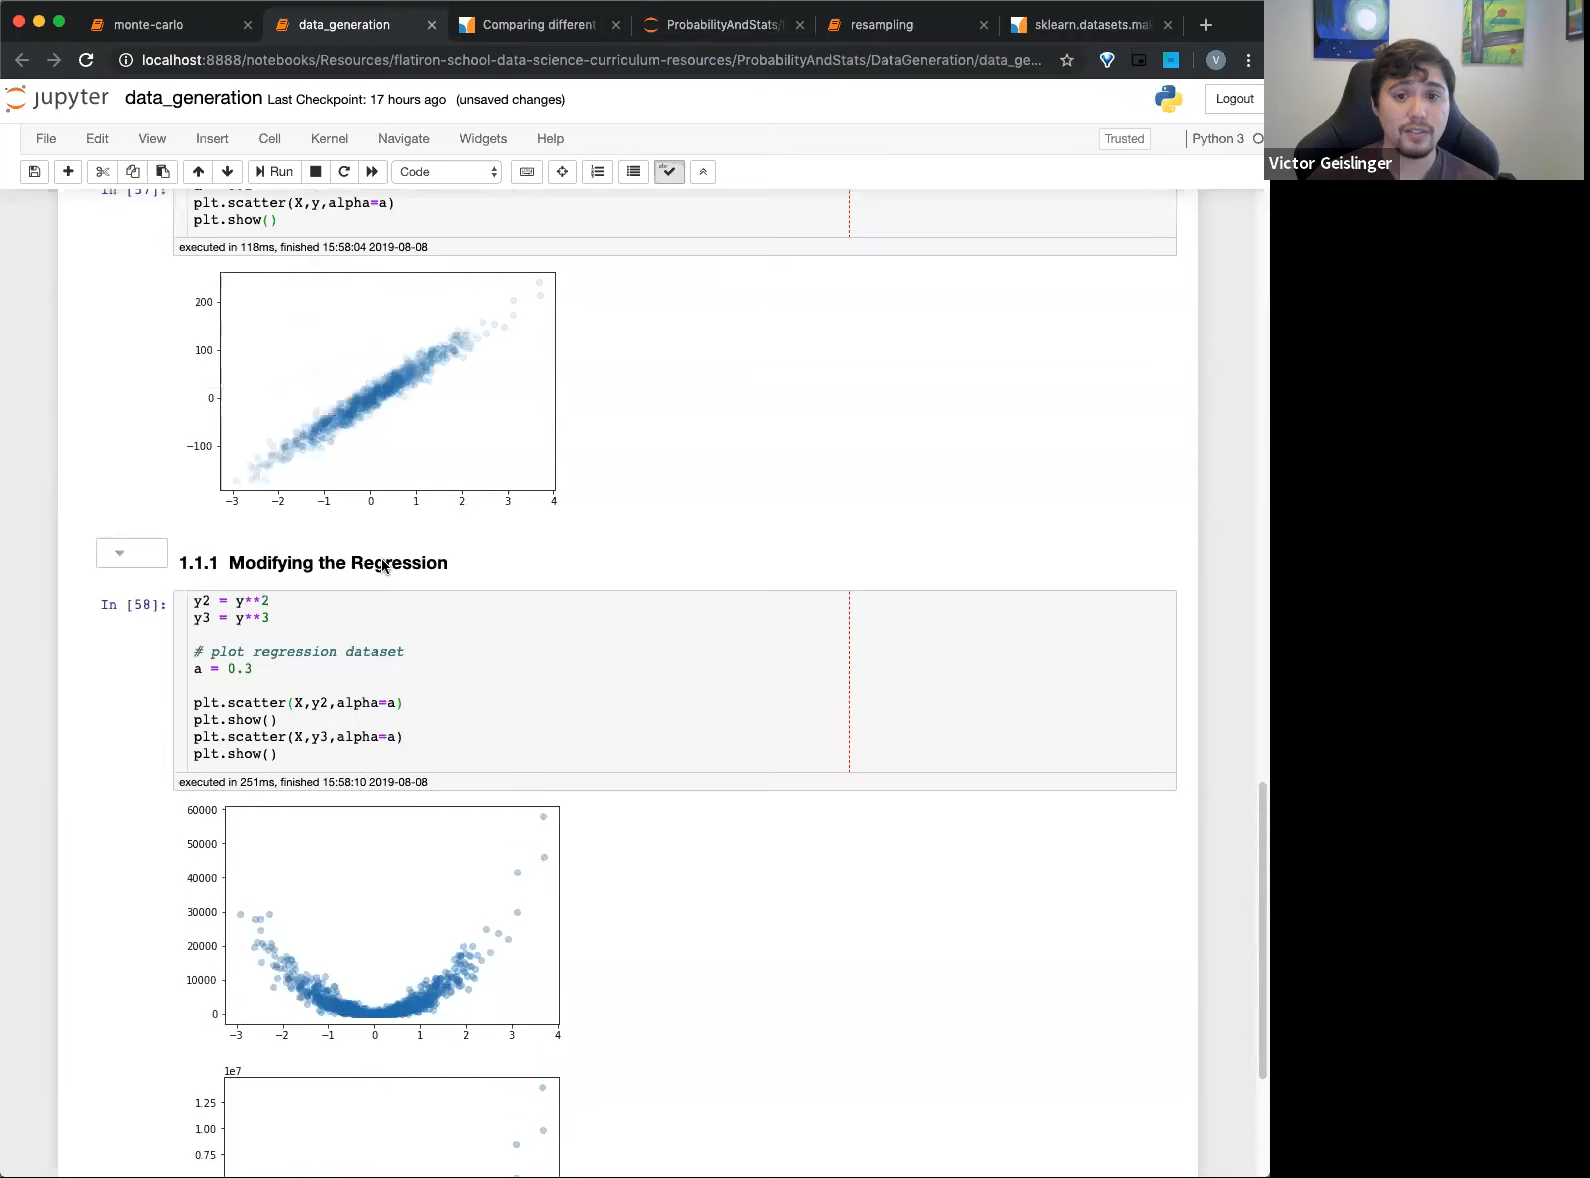 monte-carlo
data_generation
Comparing different
ProbabilityAndStats/
resampling
sklearn.datasets.ma
localhost:8888/notebooks/Resources/flatiron-school-data-science-curriculum-resources/ProbabilityAndStats/DataGeneration/data_ge...
V
jupyter data_generation Last Checkpoint: 17 hours ago (unsaved changes)
Logout
Victor Geislinger
File Edit View Insert Cell Kernel Navigate Widgets Help
Trusted
Python 3
Run
Code
In [57]:
plt.scatter(X,y,alpha=a)
plt.show()
executed in 118ms, finished 15:58:04 2019-08-08
200
100
0
−100
−3 −2 −1 0 1 2 3 4
1.1.1 Modifying the Regression
In [58]:
y2 = y**2
y3 = y**3
# plot regression dataset
a = 0.3
plt.scatter(X,y2,alpha=a)
plt.show()
plt.scatter(X,y3,alpha=a)
plt.show()
executed in 251ms, finished 15:58:10 2019-08-08
60000
50000
40000
30000
20000
10000
0
−3 −2 −1 0 1 2 3 4
1e7
1.25
1.00
0.75